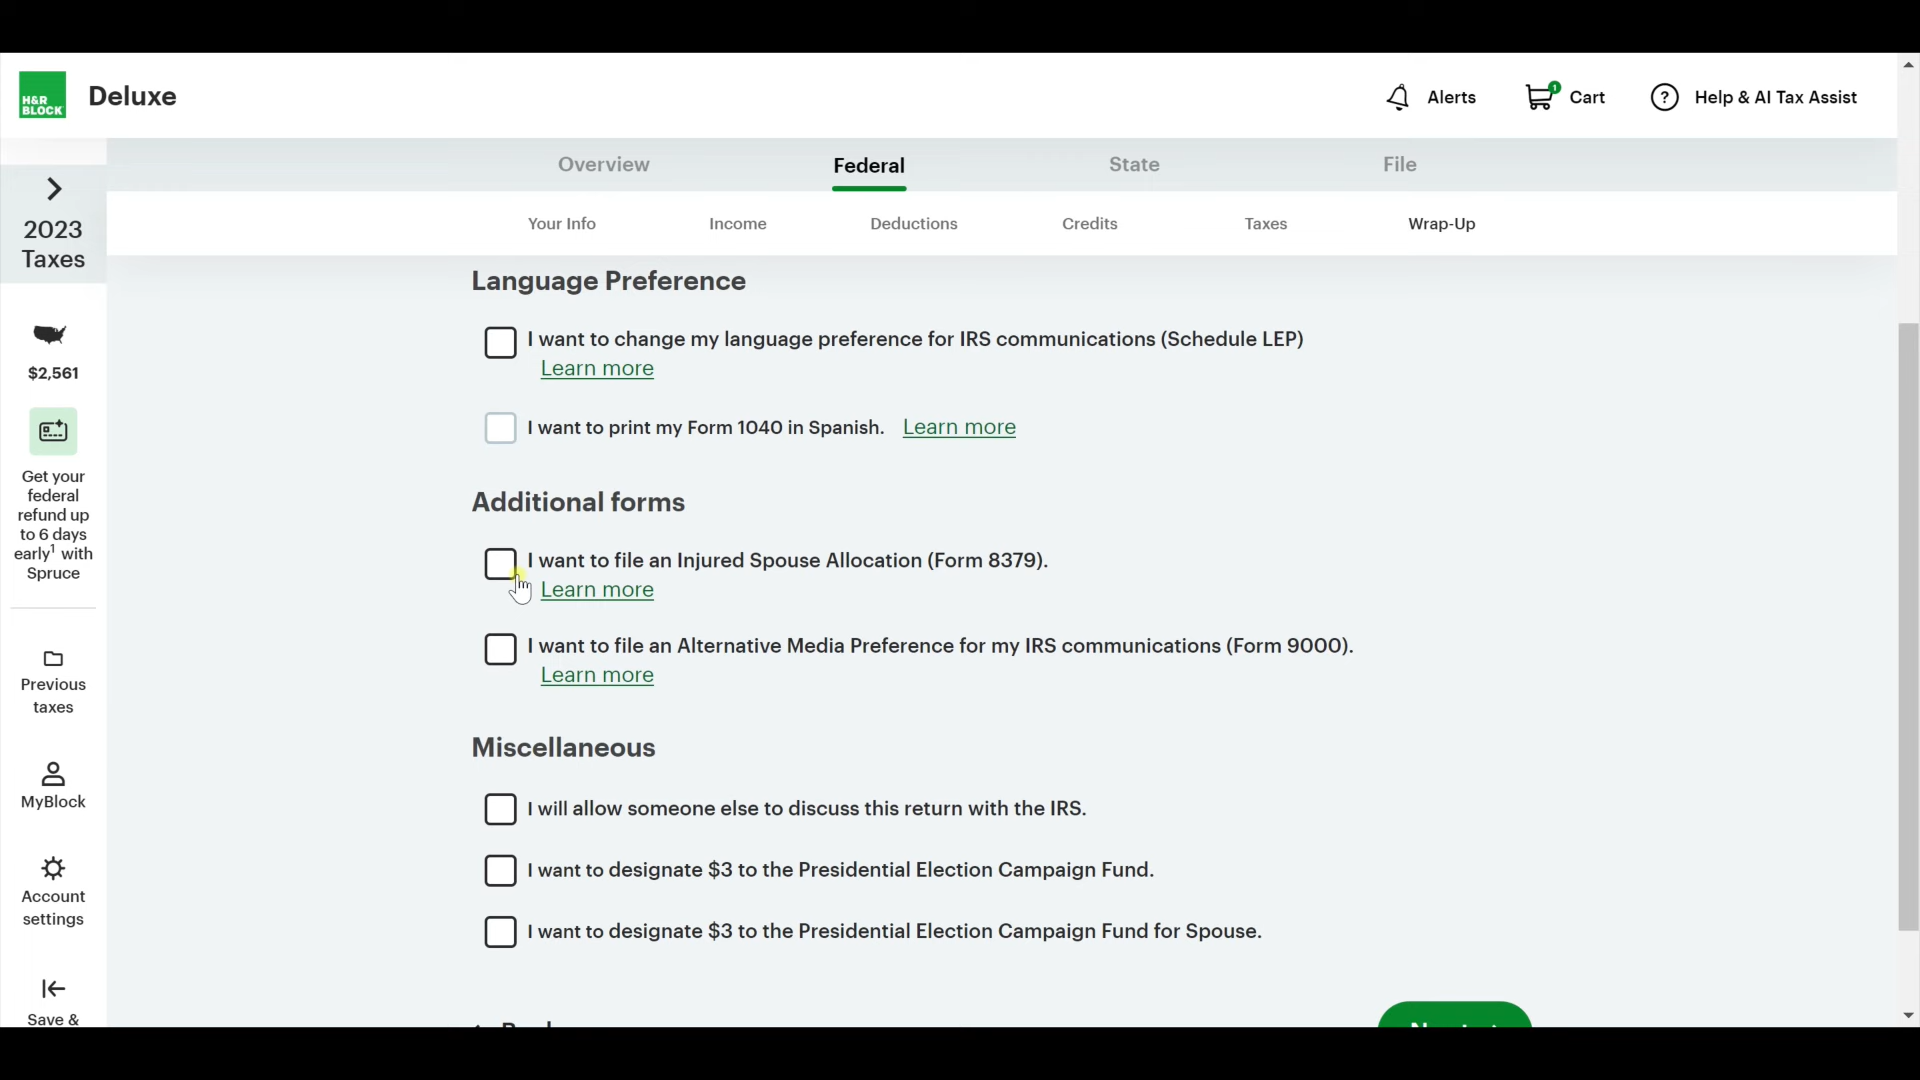 H&R
BLOCK
Deluxe
Alerts
1
Cart
? Help & AI Tax Assist
Overview
Federal
State
File
Your Info
Income
Deductions
Credits
Taxes
Wrap-Up
2023
Taxes
$2,561
Get your
federal
refund up
to 6 days
early1 with
Spruce
Previous
taxes
MyBlock
Account
settings
Save &
Language Preference
I want to change my language preference for IRS communications (Schedule LEP)
Learn more
I want to print my Form 1040 in Spanish. Learn more
Additional forms
I want to file an Injured Spouse Allocation (Form 8379).
Learn more
I want to file an Alternative Media Preference for my IRS communications (Form 9000).
Learn more
Miscellaneous
I will allow someone else to discuss this return with the IRS.
I want to designate $3 to the Presidential Election Campaign Fund.
I want to designate $3 to the Presidential Election Campaign Fund for Spouse.